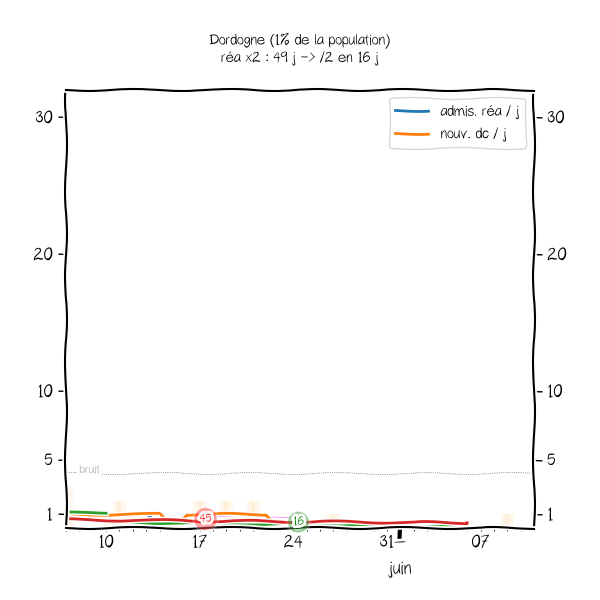 Dordogne (1% de la population)
réa x2 : 49 j -> /2 en 16 j
admis. réa / j
nouv. dc / j
30
30
20
20
10
10
5
5
bruit
1
1
45
16
10
17
24
31
07
juin